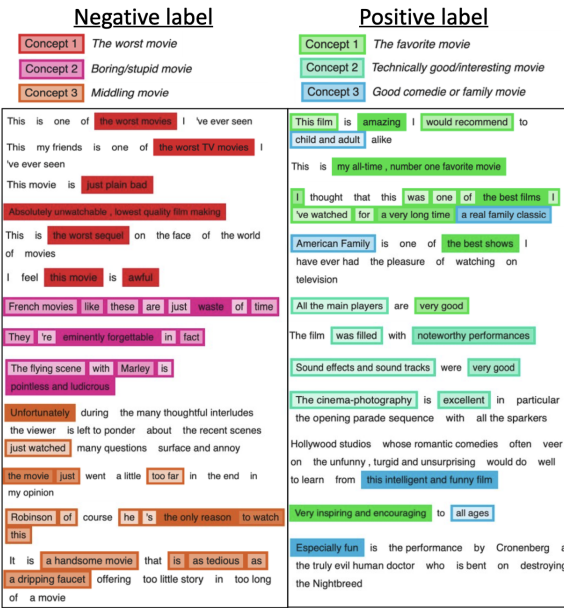 Negative label
Concept 1 The worst movie
Concept 2 Boring/stupid movie
Concept 3 Middling movie
This is one of the worst movies I 've ever seen
This my friends is one of the worst TV movies I
've ever seen
This movie is just plain bad
Absolutely unwatchable , lowest quality film making
This is the worst sequel on the face of the world
of movies
I feel this movie is awful
French movies like these are just waste of time
They 're eminently forgettable in fact
The flying scene with Marley is
pointless and ludicrous
Unfortunately during the many thoughtful interludes
the viewer is left to ponder about the recent scenes
just watched many questions surface and annoy
the movie just went a little too far in the end in
my opinion
Robinson of course he 's the only reason to watch
this
It is a handsome movie that is as tedious as
a dripping faucet offering too little story in too long
of a movie
Positive label
Concept 1 The favorite movie
Concept 2 Technically good/interesting movie
Concept 3 Good comedie or family movie
This film is amazing I would recommend to
child and adult alike
This is my all-time , number one favorite movie
I thought that this was one of the best films I
've watched for a very long time a real family classic
American Family is one of the best shows I
have ever had the pleasure of watching on
television
All the main players are very good
The film was filled with noteworthy performances
Sound effects and sound tracks were very good
The cinema-photography is excellent in particular
the opening parade sequence with all the sparkers
Hollywood studios whose romantic comedies often veer
on the unfunny , turgid and unsurprising would do well
to learn from this intelligent and funny film
Very inspiring and encouraging to all ages
Especially fun is the performance by Cronenberg a
the truly evil human doctor who is bent on destroying
the Nightbreed